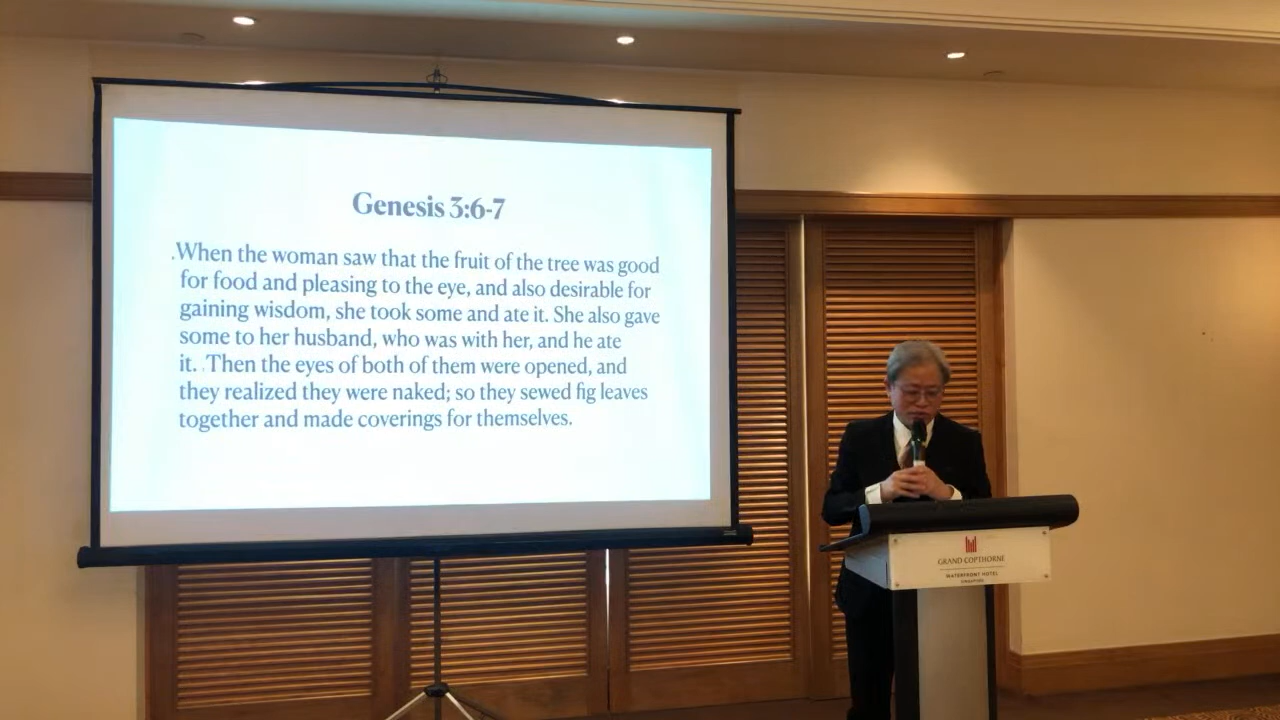 Genesis 3:6-7
.When the woman saw that the fruit of the tree was good
for food and pleasing to the eye, and also desirable for
gaining wisdom, she took some and ate it. She also gave
some to her husband, who was with her, and he ate
it. .Then the eyes of both of them were opened, and
they realized they were naked; so they sewed fig leaves
together and made coverings for themselves.
GRAND COPTHORNE
WATERFRONT HOTEL
SINGAPORE